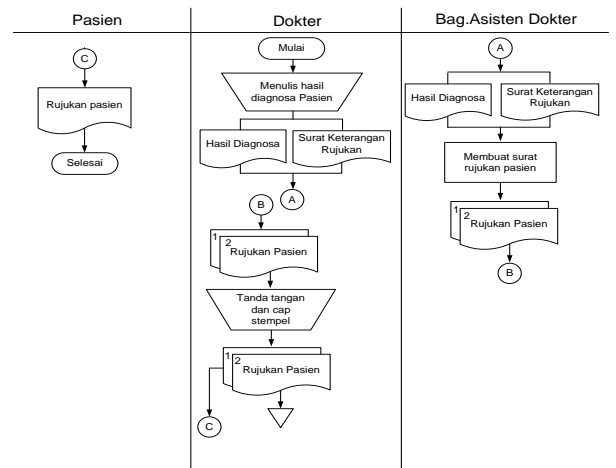 Pasien
Dokter
Bag.Asisten Dokter
C
Rujukan pasien
Selesai
Mulai
Menulis hasil
diagnosa Pasien
Hasil Diagnosa
Surat Keterangan
Rujukan
A
B
1
2
Rujukan Pasien
Tanda tangan
dan cap
stempel
1
2
Rujukan Pasien
C
A
Hasil Diagnosa
Surat Keterangan
Rujukan
Membuat surat
rujukan pasien
1
2
Rujukan Pasien
B